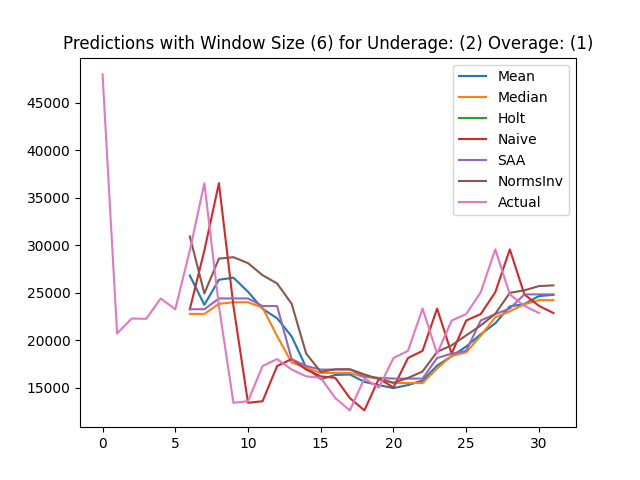 Predictions with Window Size (6) for Underage: (2) Overage: (1)
Mean
Median
Holt
Naive
SAA
NormsInv
Actual
45000
40000
35000
30000
25000
20000
15000
0 5 10 15 20 25 30